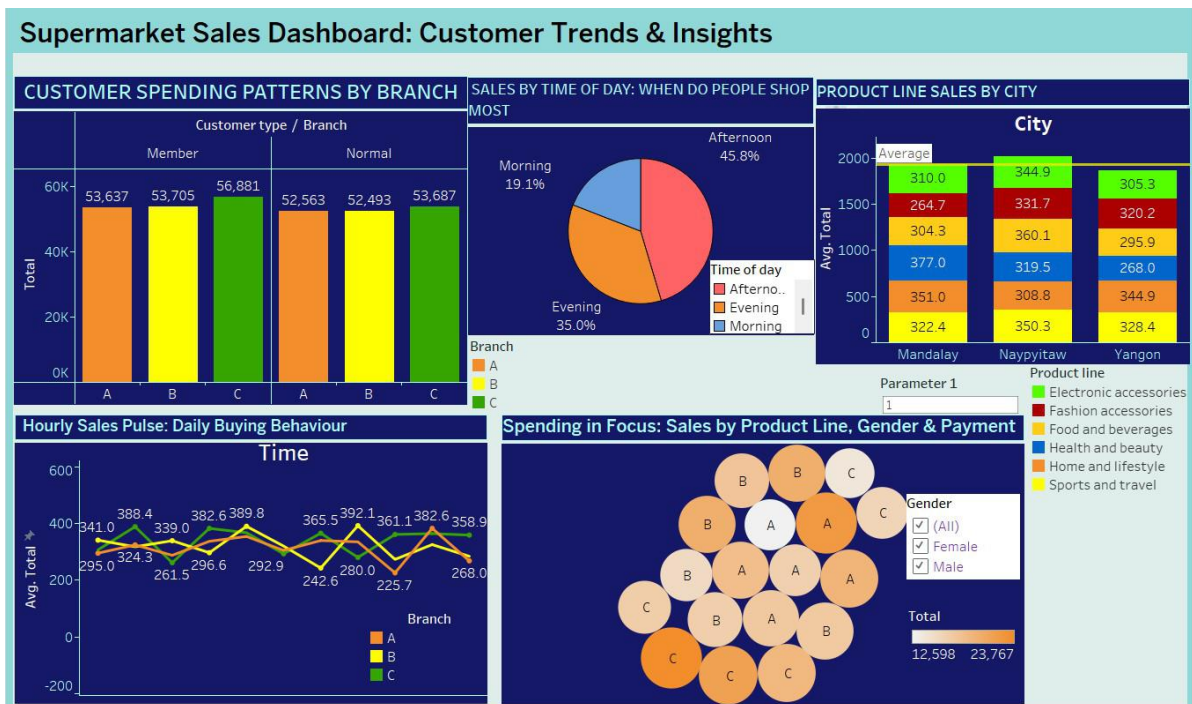 Supermarket Sales Dashboard: Customer Trends & Insights
CUSTOMER SPENDING PATTERNS BY BRANCH
Customer type / Branch
Member
Normal
Total
60K
40K
20K
0K
53,637
53,705
56,881
52,563
52,493
53,687
A
B
C
A
B
C
SALES BY TIME OF DAY: WHEN DO PEOPLE SHOP
MOST
Afternoon
45.8%
Morning
19.1%
Evening
35.0%
Time of day
Afterno..
Evening
Morning
Branch
A
B
C
PRODUCT LINE SALES BY CITY
City
Average
Avg. Total
2000
1500
1000
500
0
310.0
264.7
304.3
377.0
351.0
322.4
344.9
331.7
360.1
319.5
308.8
350.3
305.3
320.2
295.9
268.0
344.9
328.4
Mandalay
Naypyitaw
Yangon
Parameter 1
1
Product line
Electronic accessories
Fashion accessories
Food and beverages
Health and beauty
Home and lifestyle
Sports and travel
Hourly Sales Pulse: Daily Buying Behaviour
Time
Avg. Total
600
400
200
0
-200
341.0
388.4
339.0
382.6
389.8
365.5
392.1
361.1
382.6
358.9
295.0
324.3
261.5
296.6
292.9
242.6
280.0
225.7
268.0
Branch
A
B
C
Spending in Focus: Sales by Product Line, Gender & Payment
B
B
C
B
A
A
C
B
A
A
A
C
B
A
B
C
C
C
Gender
(All)
Female
Male
Total
12,598 23,767